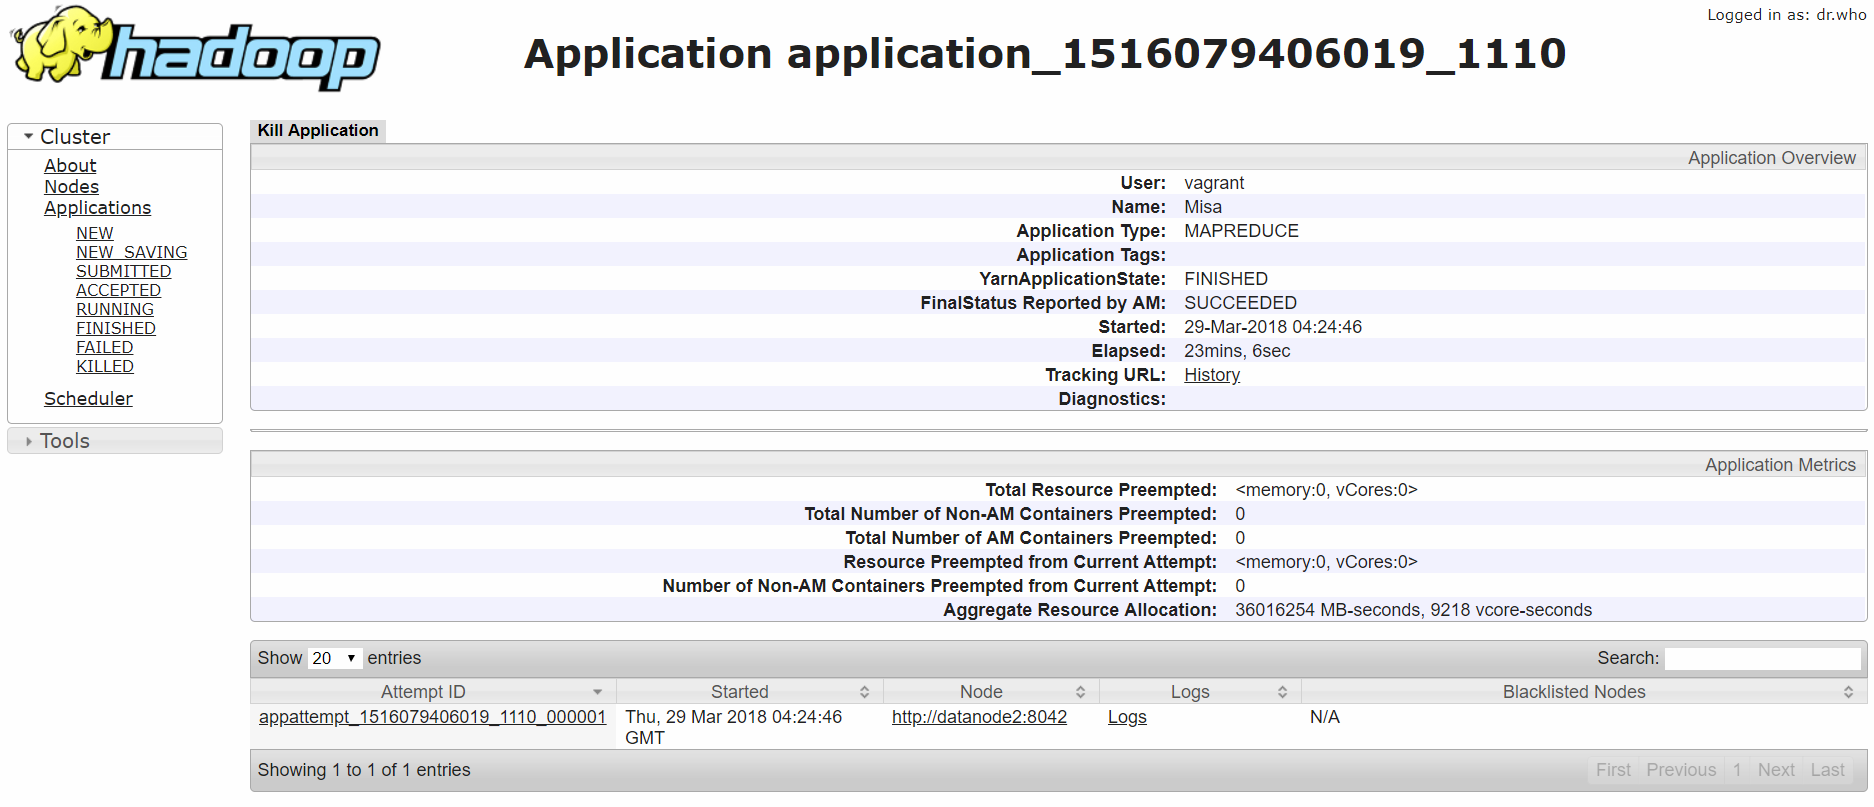 hadoop
Logged in as: dr.who
Application application_1516079406019_1110
Cluster
About
Nodes
Applications
NEW
NEW_SAVING
SUBMITTED
ACCEPTED
RUNNING
FINISHED
FAILED
KILLED
Scheduler
Tools
Kill Application
Application Overview
User: vagrant
Name: Misa
Application Type: MAPREDUCE
Application Tags:
YarnApplicationState: FINISHED
FinalStatus Reported by AM: SUCCEEDED
Started: 29-Mar-2018 04:24:46
Elapsed: 23mins, 6sec
Tracking URL: History
Diagnostics:
Application Metrics
Total Resource Preempted: <memory:0, vCores:0>
Total Number of Non-AM Containers Preempted: 0
Total Number of AM Containers Preempted: 0
Resource Preempted from Current Attempt: <memory:0, vCores:0>
Number of Non-AM Containers Preempted from Current Attempt: 0
Aggregate Resource Allocation: 36016254 MB-seconds, 9218 vcore-seconds
Show 20 entries Search:
Attempt ID Started Node Logs Blacklisted Nodes
appattempt_1516079406019_1110_000001 Thu, 29 Mar 2018 04:24:46 http://datanode2:8042 Logs N/A
GMT
Showing 1 to 1 of 1 entries First Previous 1 Next Last